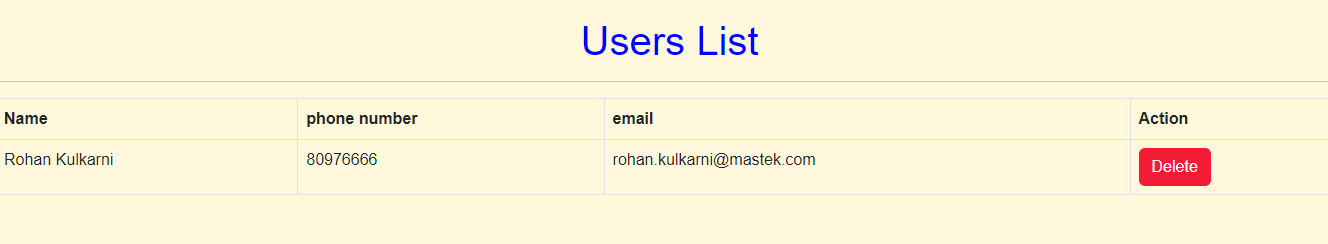 Users List
Name phone number email Action
Rohan Kulkarni 80976666 rohan.kulkarni@mastek.com Delete